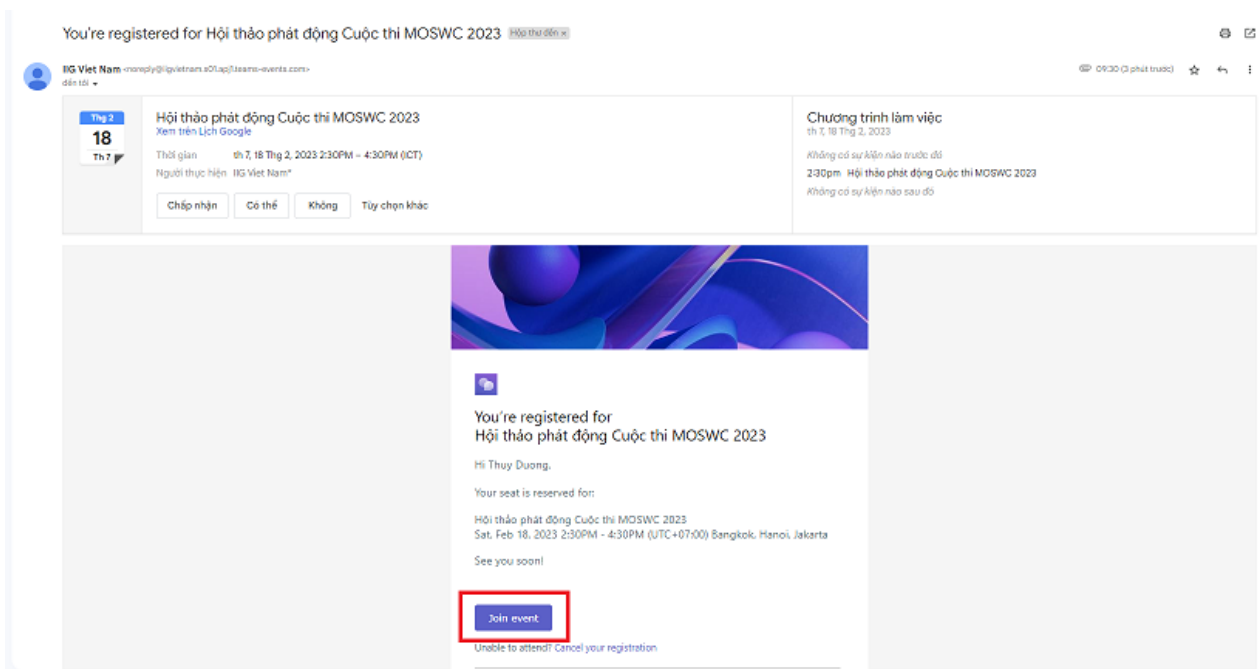 You're registered for Hội thảo phát động Cuộc thi MOSWC 2023 Hộp thư đến ×
IIG Viet Nam
09:30 (3 phút trước)
đến tôi
Thg 2
18
Th 7
Hội thảo phát động Cuộc thi MOSWC 2023
Xem trên Lịch Google
Thời gian th 7, 18 Thg 2, 2023 2:30PM – 4:30PM (ICT)
Người thực hiện IIG Viet Nam*
Chấp nhận Có thể Không Tùy chọn khác
Chương trình làm việc
th 7, 18 Thg 2, 2023
Không có sự kiện nào trước đó
2:30pm Hội thảo phát động Cuộc thi MOSWC 2023
Không có sự kiện nào sau đó
You're registered for
Hội thảo phát động Cuộc thi MOSWC 2023
Hi Thuy Duong,
Your seat is reserved for:
Hội thảo phát động Cuộc thi MOSWC 2023
Sat, Feb 18, 2023 2:30PM - 4:30PM (UTC+07:00) Bangkok, Hanoi, Jakarta
See you soon!
Join event
Unable to attend? Cancel your registration